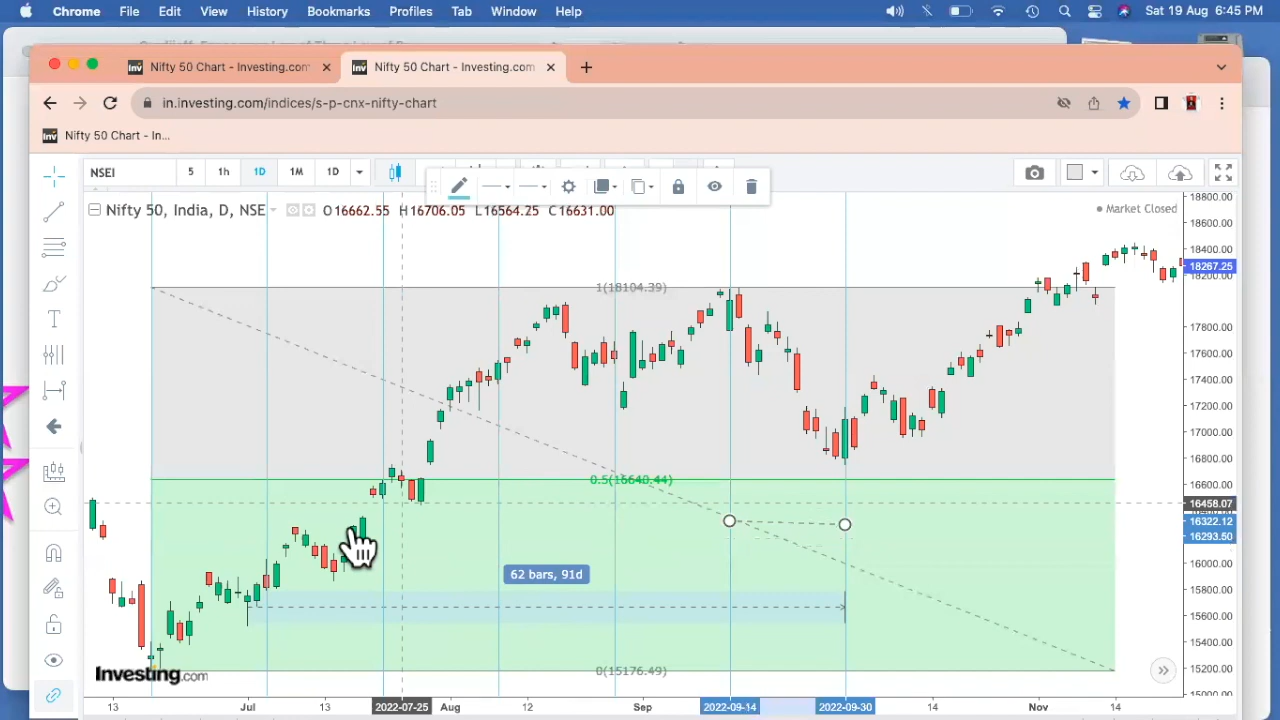 Chrome File Edit View History Bookmarks Profiles Tab Window Help Sat 19 Aug 6:45 PM
Nifty 50 Chart - Investing.com Nifty 50 Chart - Investing.com
in.investing.com/indices/s-p-cnx-nifty-chart
Nifty 50 Chart - In...
NSEI 5 1h 1D 1M 1D
Nifty 50, India, D, NSE O16662.55 H16706.05 L16564.25 C16631.00
Market Closed
18800.00
18600.00
18400.00
18267.25
18200.00
1(18104.39)
17800.00
17600.00
17400.00
17200.00
17000.00
16800.00
0.5(16640.44)
16600.00
16458.07
16322.12
16293.50
16000.00
62 bars, 91d
15800.00
15600.00
15400.00
Investing.com
0(15176.49)
15200.00
15000.00
13 Jul 13 2022-07-25 Aug 12 Sep 2022-09-14 2022-09-30 14 Nov 14